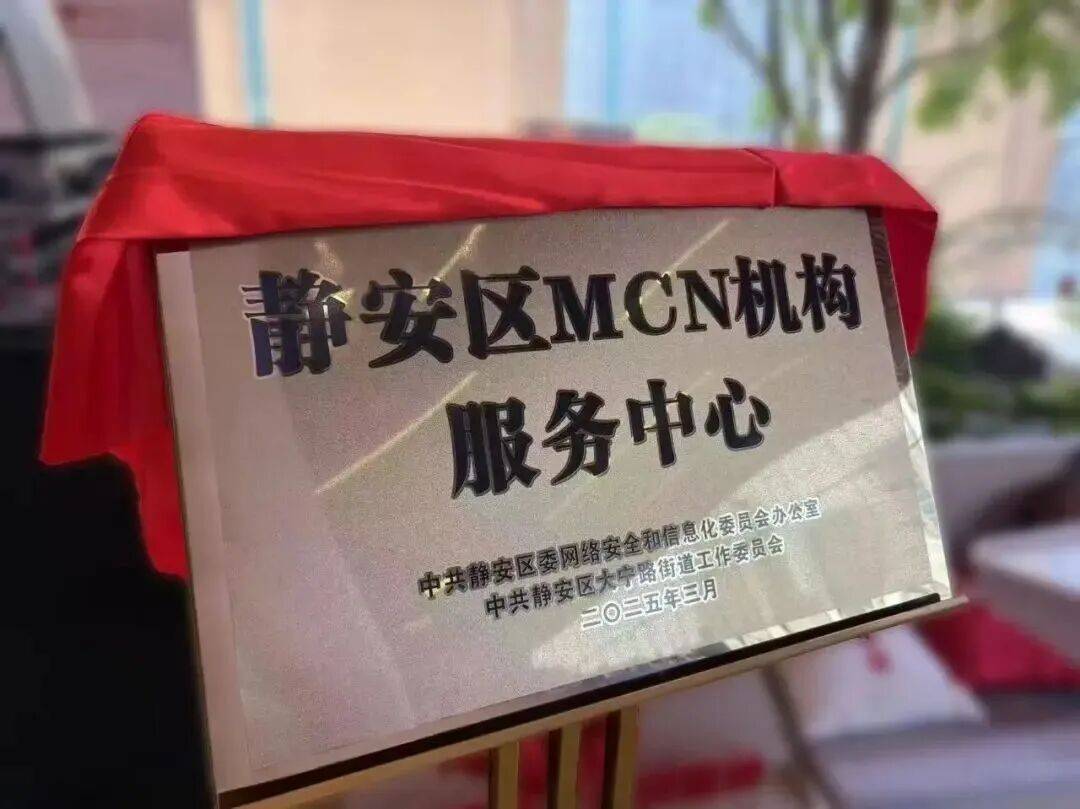 静安区MCN机构
服务中心
中共静安区委网络安全和信息化委员会办公室
中共静安区大宁路街道工作委员会
二〇二五年三月